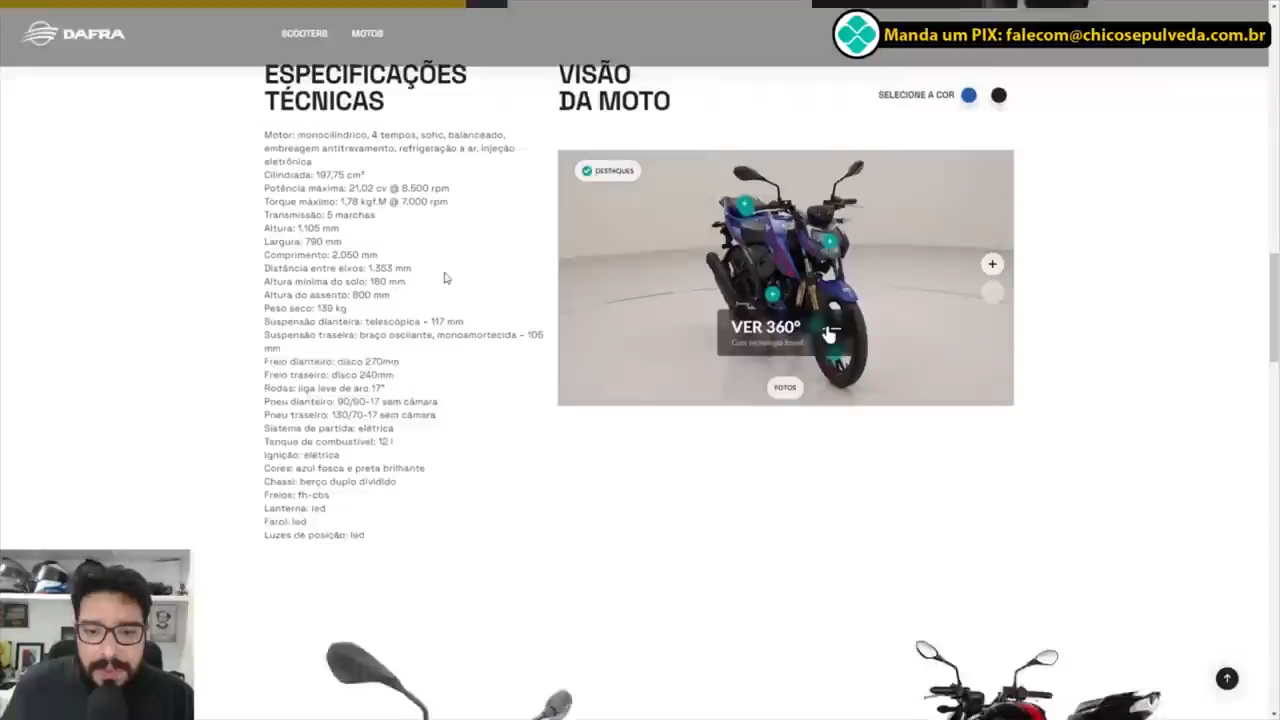 DAFRA
SCOOTERS
MOTOS
Manda um PIX: falecom@chicosepulveda.com.br
ESPECIFICAÇÕES
TÉCNICAS
Motor: monocilíndrico, 4 tempos, sohc, balanceado,
embreagem antitravamento, refrigeração a ar, injeção
eletrônica
Cilindrada: 197,75 cm³
Potência máxima: 21,02 cv @ 8.500 rpm
Torque máximo: 1,78 kgf.M @ 7.000 rpm
Transmissão: 5 marchas
Altura: 1.105 mm
Largura: 790 mm
Comprimento: 2.050 mm
Distância entre eixos: 1.353 mm
Altura mínima do solo: 180 mm
Altura do assento: 800 mm
Peso seco: 139 kg
Suspensão dianteira: telescópica - 117 mm
Suspensão traseira: braço oscilante, monoamortecida - 105
mm
Freio dianteiro: disco 270mm
Freio traseiro: disco 240mm
Rodas: liga leve de aro 17"
Pneu dianteiro: 90/90-17 sem câmara
Pneu traseiro: 130/70-17 sem câmara
Sistema de partida: elétrica
Tanque de combustível: 12 l
Ignição: elétrica
Cores: azul fosca e preta brilhante
Chassi: berço duplo dividido
Freios: fh-cbs
Lanterna: led
Farol: led
Luzes de posição: led
VISÃO
DA MOTO
SELECIONE A COR
DESTAQUES
VER 360º
Com tecnologia
FOTOS